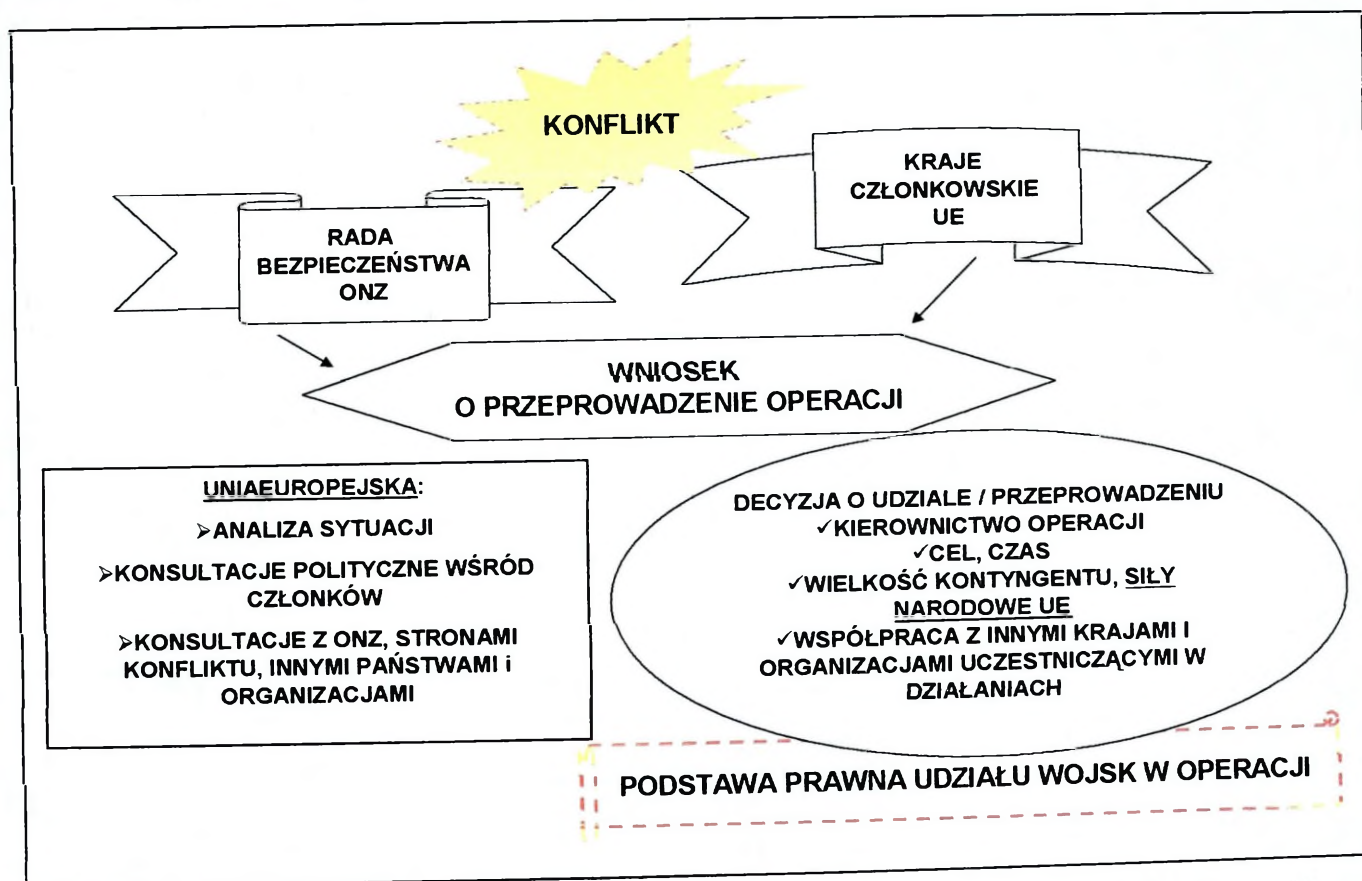 KONFLIKT
KRAJE
CZŁONKOWSKIE
UE
RADA
BEZPIECZEŃSTWA
ONZ
WNIOSEK
O PRZEPROWADZENIE OPERACJI
UNIAEUROPEJSKA:
➢ANALIZA SYTUACJI
➢KONSULTACJE POLITYCZNE WŚRÓD
CZŁONKÓW
➢KONSULTACJE Z ONZ, STRONAMI
KONFLIKTU, INNYMI PAŃSTWAMI i
ORGANIZACJAMI
DECYZJA O UDZIALE / PRZEPROWADZENIU
✓KIEROWNICTWO OPERACJI
✓CEL, CZAS
✓WIELKOŚĆ KONTYNGENTU, SIŁY
NARODOWE UE
✓WSPÓŁPRACA Z INNYMI KRAJAMI I
ORGANIZACJAMI UCZESTNICZĄCYMI W
DZIAŁANIACH
PODSTAWA PRAWNA UDZIAŁU WOJSK W OPERACJI